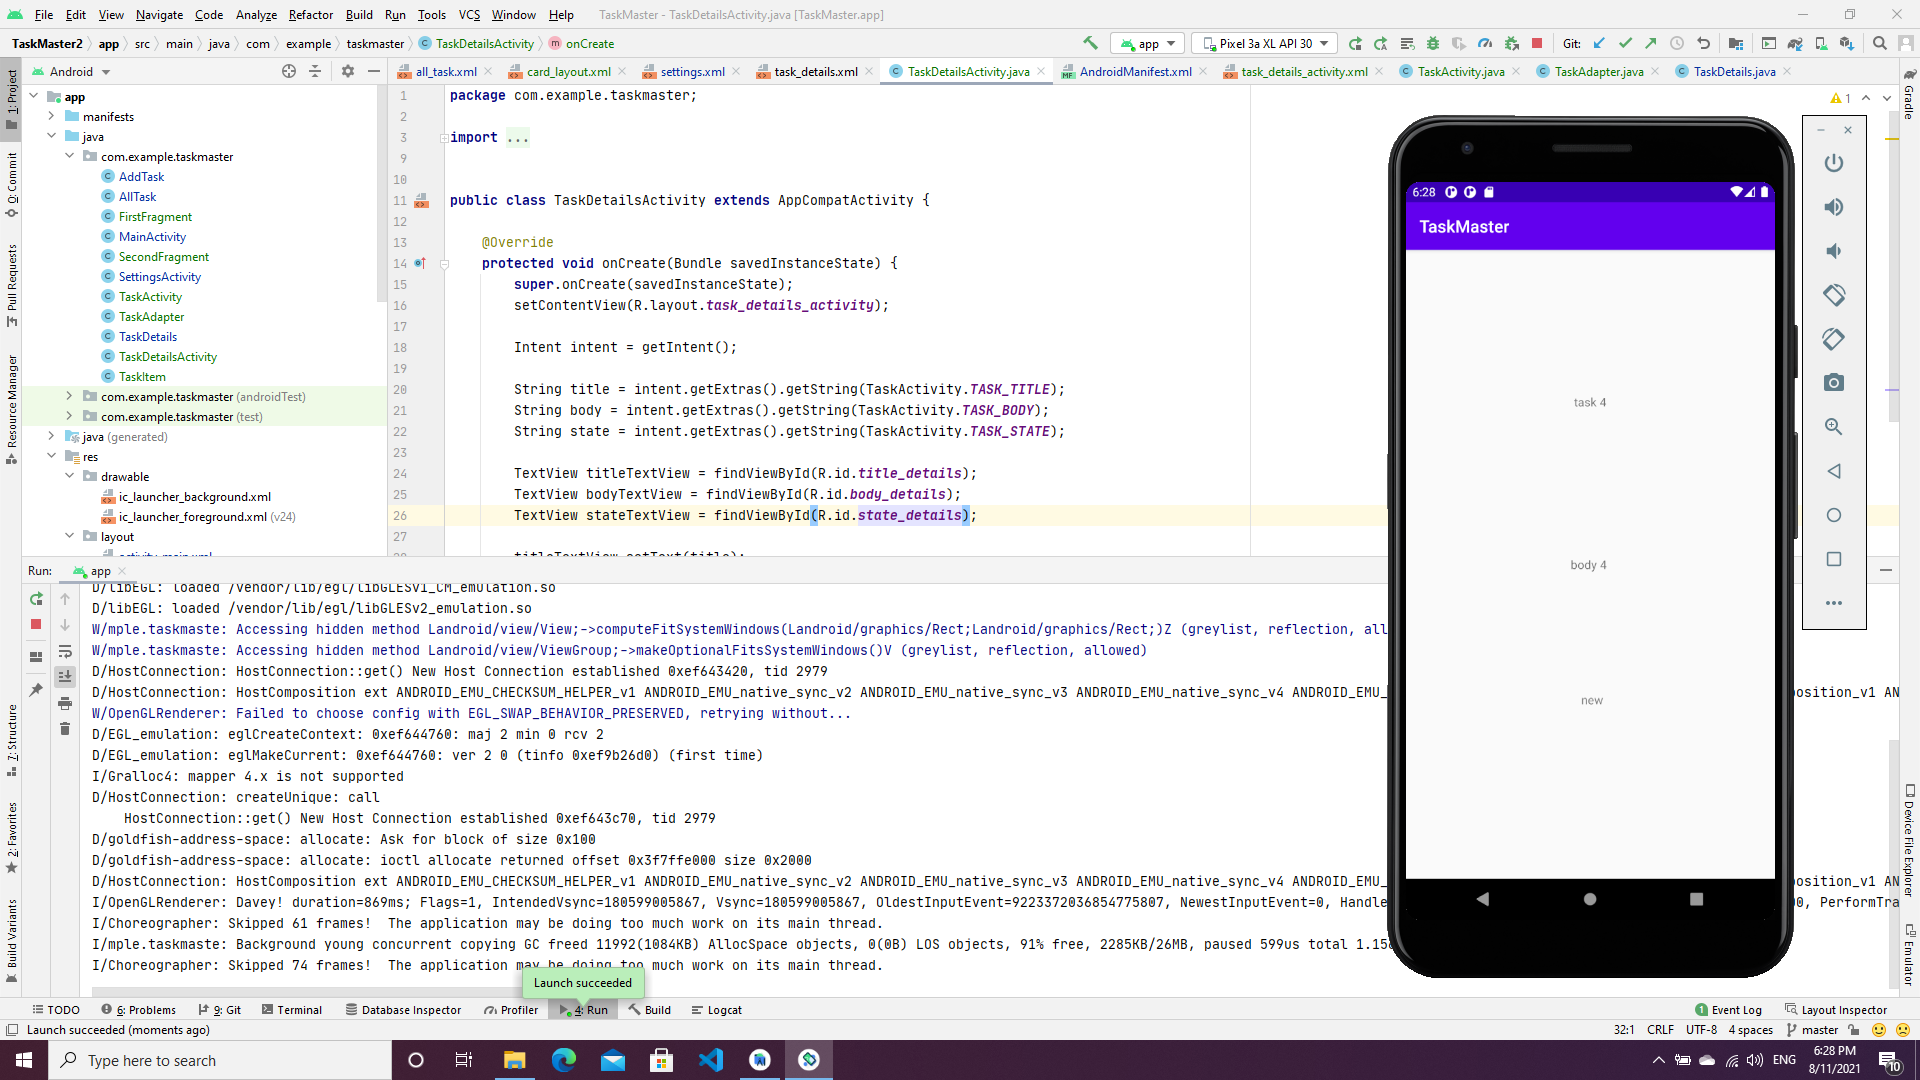 File Edit View Navigate Code Analyze Refactor Build Run Tools VCS Window Help TaskMaster - TaskDetailsActivity.java [TaskMaster.app]
TaskMaster2 app src main java com example taskmaster TaskDetailsActivity onCreate app Pixel 3a XL API 30 Git:
Android all_task.xml card_layout.xml settings.xml task_details.xml TaskDetailsActivity.java AndroidManifest.xml task_details_activity.xml TaskActivity.java TaskAdapter.java TaskDetails.java
1: Project
0: Commit
Pull Requests
Resource Manager
7: Structure
2: Favorites
Build Variants
app
manifests
java
com.example.taskmaster
AddTask
AllTask
FirstFragment
MainActivity
SecondFragment
SettingsActivity
TaskActivity
TaskAdapter
TaskDetails
TaskDetailsActivity
TaskItem
com.example.taskmaster (androidTest)
com.example.taskmaster (test)
java (generated)
res
drawable
ic_launcher_background.xml
ic_launcher_foreground.xml (v24)
layout
activity_main.xml
1 package com.example.taskmaster;
2
3 import ...
9
10
11 public class TaskDetailsActivity extends AppCompatActivity {
12
13 @Override
14 protected void onCreate(Bundle savedInstanceState) {
15 super.onCreate(savedInstanceState);
16 setContentView(R.layout.task_details_activity);
17
18 Intent intent = getIntent();
19
20 String title = intent.getExtras().getString(TaskActivity.TASK_TITLE);
21 String body = intent.getExtras().getString(TaskActivity.TASK_BODY);
22 String state = intent.getExtras().getString(TaskActivity.TASK_STATE);
23
24 TextView titleTextView = findViewById(R.id.title_details);
25 TextView bodyTextView = findViewById(R.id.body_details);
26 TextView stateTextView = findViewById(R.id.state_details);
27
28 titleTextView.setText(title);
1
6:28
TaskMaster
task 4
body 4
new
Gradle
Device File Explorer
Emulator
Run: app
D/libEGL: loaded /vendor/lib/egl/libGLESv1_CM_emulation.so
D/libEGL: loaded /vendor/lib/egl/libGLESv2_emulation.so
W/mple.taskmaste: Accessing hidden method Landroid/view/View;->computeFitSystemWindows(Landroid/graphics/Rect;Landroid/graphics/Rect;)Z (greylist, reflection, all
W/mple.taskmaste: Accessing hidden method Landroid/view/ViewGroup;->makeOptionalFitsSystemWindows()V (greylist, reflection, allowed)
D/HostConnection: HostConnection::get() New Host Connection established 0xef643420, tid 2979
D/HostConnection: HostComposition ext ANDROID_EMU_CHECKSUM_HELPER_v1 ANDROID_EMU_native_sync_v2 ANDROID_EMU_native_sync_v3 ANDROID_EMU_native_sync_v4 ANDROID_EMU_ osition_v1 AN
W/OpenGLRenderer: Failed to choose config with EGL_SWAP_BEHAVIOR_PRESERVED, retrying without...
D/EGL_emulation: eglCreateContext: 0xef644760: maj 2 min 0 rcv 2
D/EGL_emulation: eglMakeCurrent: 0xef644760: ver 2 0 (tinfo 0xef9b26d0) (first time)
I/Gralloc4: mapper 4.x is not supported
D/HostConnection: createUnique: call
HostConnection::get() New Host Connection established 0xef643c70, tid 2979
D/goldfish-address-space: allocate: Ask for block of size 0x100
D/goldfish-address-space: allocate: ioctl allocate returned offset 0x3f7ffe000 size 0x2000
D/HostConnection: HostComposition ext ANDROID_EMU_CHECKSUM_HELPER_v1 ANDROID_EMU_native_sync_v2 ANDROID_EMU_native_sync_v3 ANDROID_EMU_native_sync_v4 ANDROID_EMU_ osition_v1 AN
I/OpenGLRenderer: Davey! duration=869ms; Flags=1, IntendedVsync=180599005867, Vsync=180599005867, OldestInputEvent=9223372036854775807, NewestInputEvent=0, Handle 00, PerformTra
I/Choreographer: Skipped 61 frames! The application may be doing too much work on its main thread.
I/mple.taskmaste: Background young concurrent copying GC freed 11992(1084KB) AllocSpace objects, 0(0B) LOS objects, 91% free, 2285KB/26MB, paused 599us total 1.158
I/Choreographer: Skipped 74 frames! The application may be doing too much work on its main thread.
Launch succeeded
TODO 6: Problems 9: Git Terminal Database Inspector Profiler 4: Run Build Logcat 1 Event Log Layout Inspector
Launch succeeded (moments ago) 32:1 CRLF UTF-8 4 spaces master
Type here to search ENG 6:28 PM
8/11/2021 10